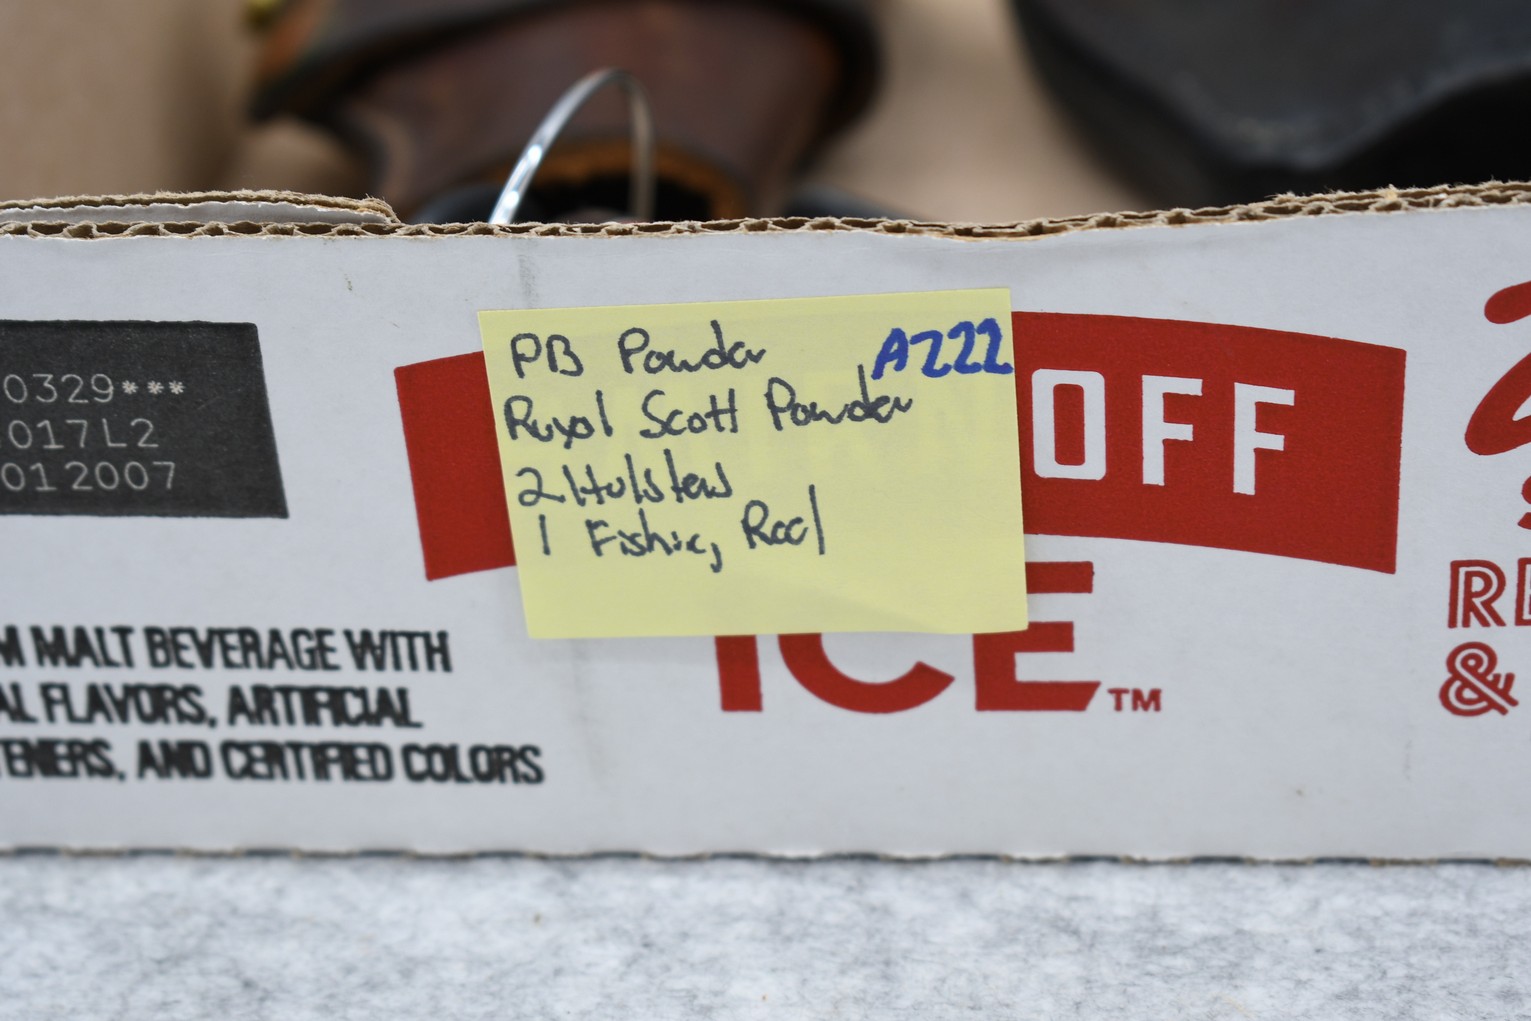 PB Powder A222
Royal Scott Powder
2 Holsters
1 Fishing Reel
0329***
017L2
012007
OFF
ICE™
M MALT BEVERAGE WITH
AL FLAVORS, ARTIFICIAL
TENERS, AND CERTIFIED COLORS
RE
&